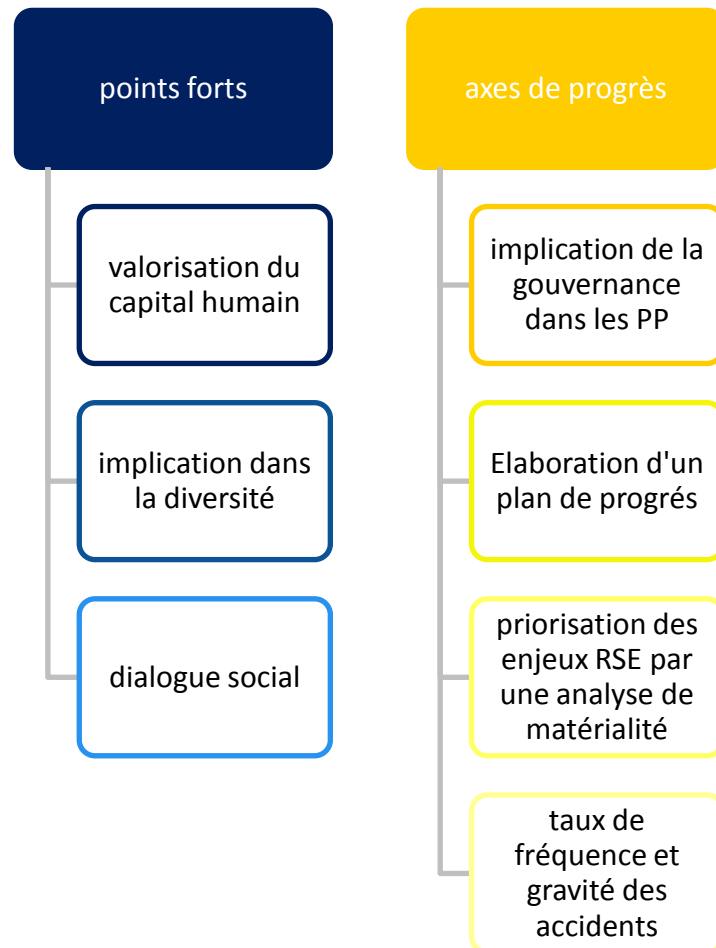 points forts
valorisation du
capital humain
implication dans
la diversité
dialogue social
axes de progrès
implication de la
gouvernance
dans les PP
Elaboration d'un
plan de progrés
priorisation des
enjeux RSE par
une analyse de
matérialité
taux de
fréquence et
gravité des
accidents